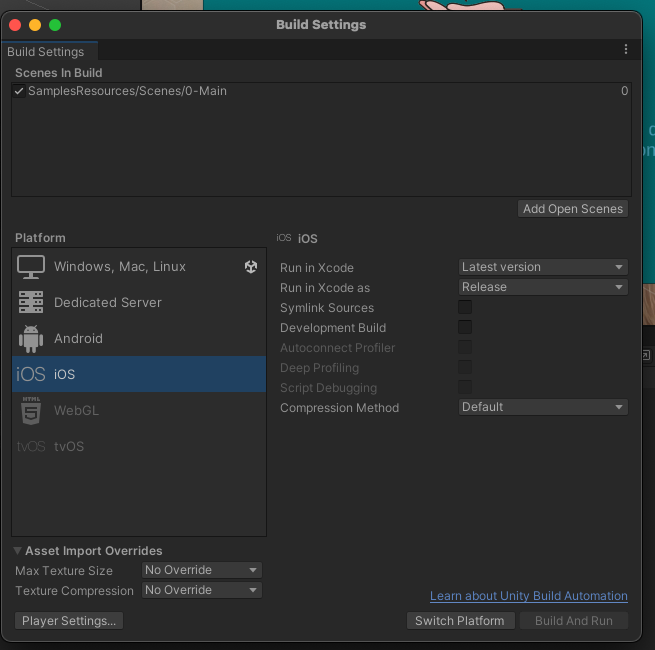 Build Settings
Build Settings
Scenes In Build
SamplesResources/Scenes/0-Main 0
Add Open Scenes
Platform
Windows, Mac, Linux
Dedicated Server
Android
iOS iOS
HTML 5 WebGL
tvOS tvOS
iOS iOS
Run in Xcode Latest version
Run in Xcode as Release
Symlink Sources
Development Build
Autoconnect Profiler
Deep Profiling
Script Debugging
Compression Method Default
Asset Import Overrides
Max Texture Size No Override
Texture Compression No Override
Learn about Unity Build Automation
Player Settings...
Switch Platform
Build And Run